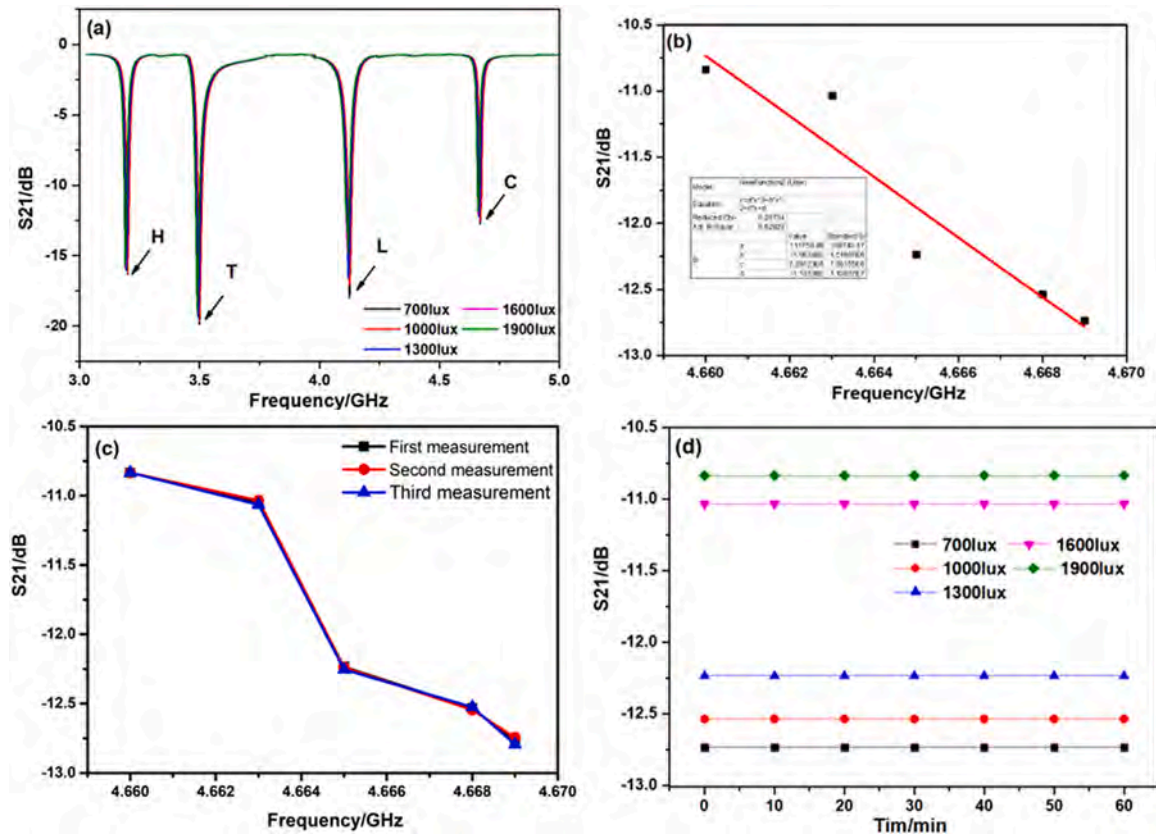 (a)
0
-5
-10
-15
-20
S21/dB
H
T
L
C
700lux
1600lux
1000lux
1900lux
1300lux
3.0 3.5 4.0 4.5 5.0
Frequency/GHz
(b)
-10.5
-11.0
-11.5
-12.0
-12.5
-13.0
S21/dB
Model
Equation
Value
4.660 4.662 4.664 4.666 4.668 4.670
Frequency/GHz
(c)
-10.5
-11.0
-11.5
-12.0
-12.5
-13.0
S21/dB
First measurement
Second measurement
Third measurement
4.660 4.662 4.664 4.666 4.668 4.670
Frequency/GHz
(d)
-10.5
-11.0
-11.5
-12.0
-12.5
-13.0
S21/dB
700lux
1600lux
1000lux
1900lux
1300lux
0 10 20 30 40 50 60
Tim/min